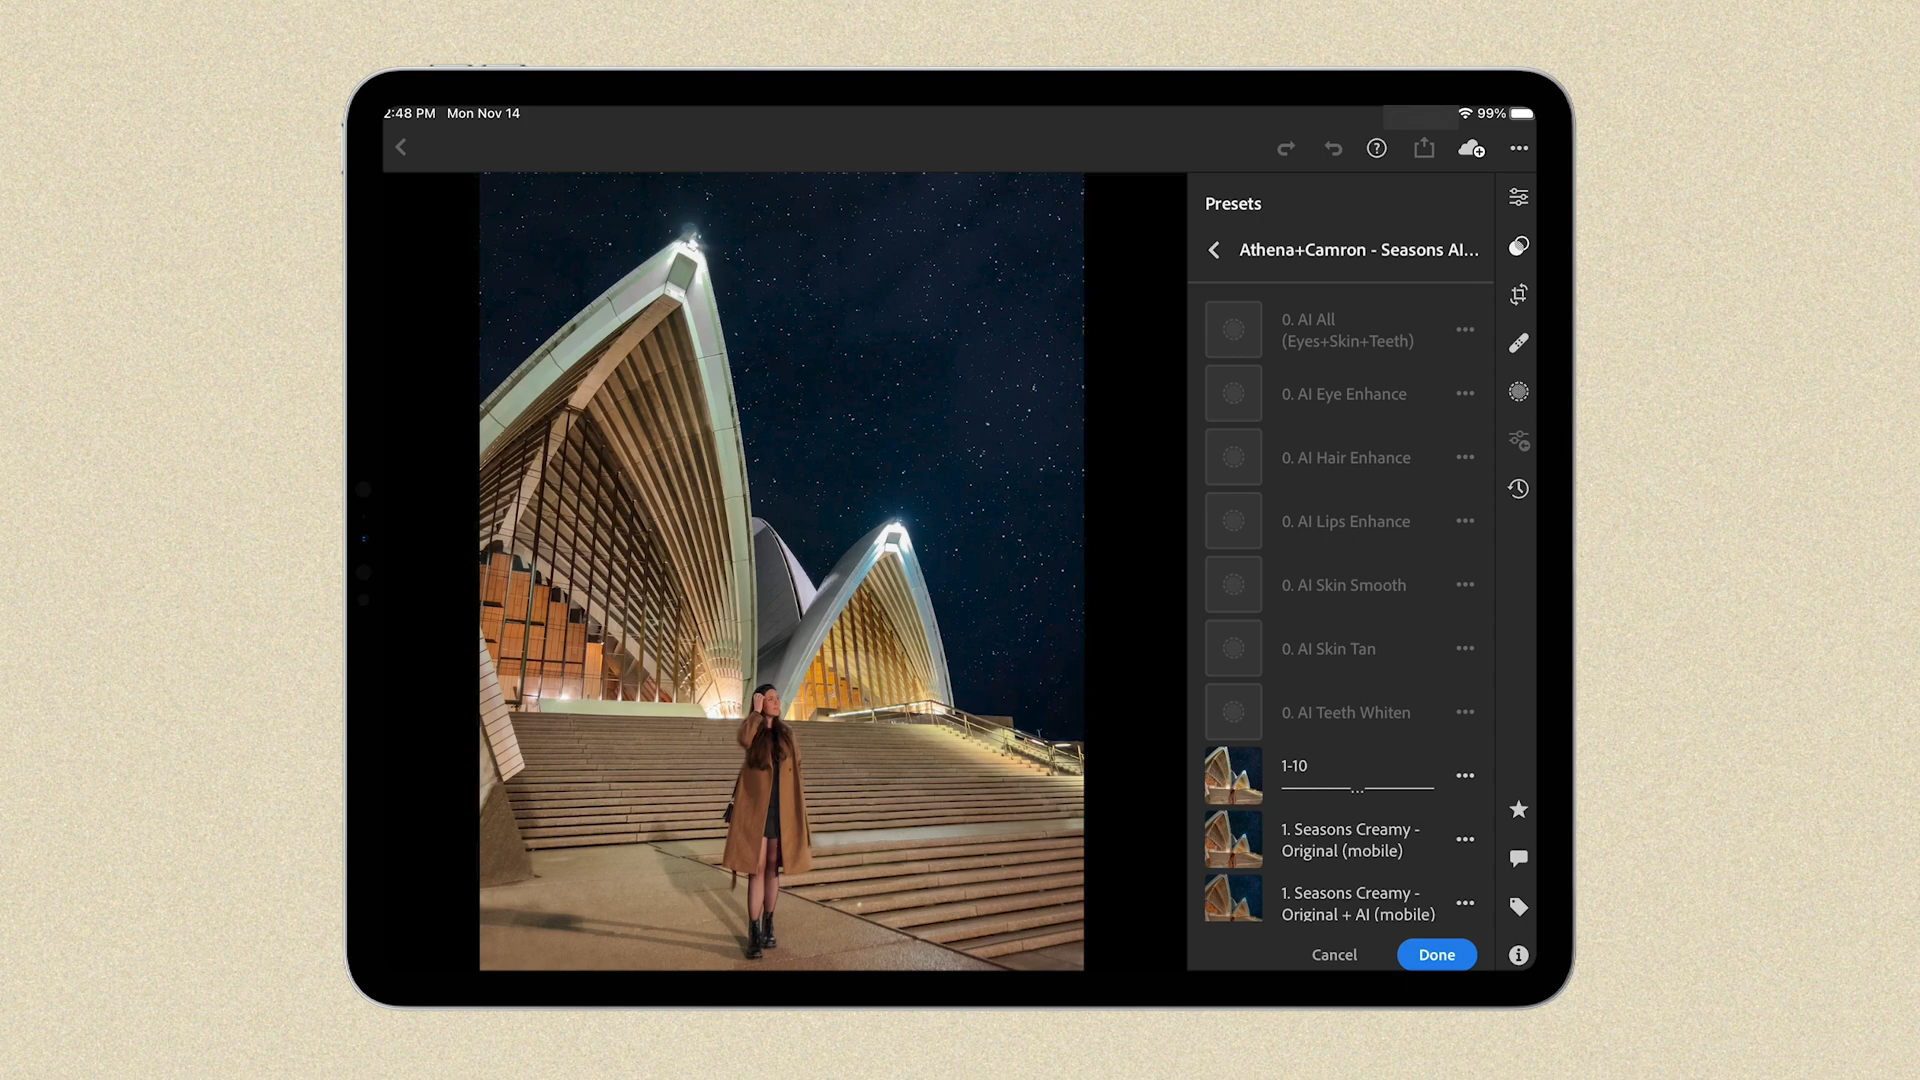 2:48 PM Mon Nov 14
99%
Presets
Athena+Camron - Seasons AI...
0. AI All
(Eyes+Skin+Teeth)
0. AI Eye Enhance
0. AI Hair Enhance
0. AI Lips Enhance
0. AI Skin Smooth
0. AI Skin Tan
0. AI Teeth Whiten
1-10
1. Seasons Creamy -
Original (mobile)
1. Seasons Creamy -
Original + AI (mobile)
Cancel
Done